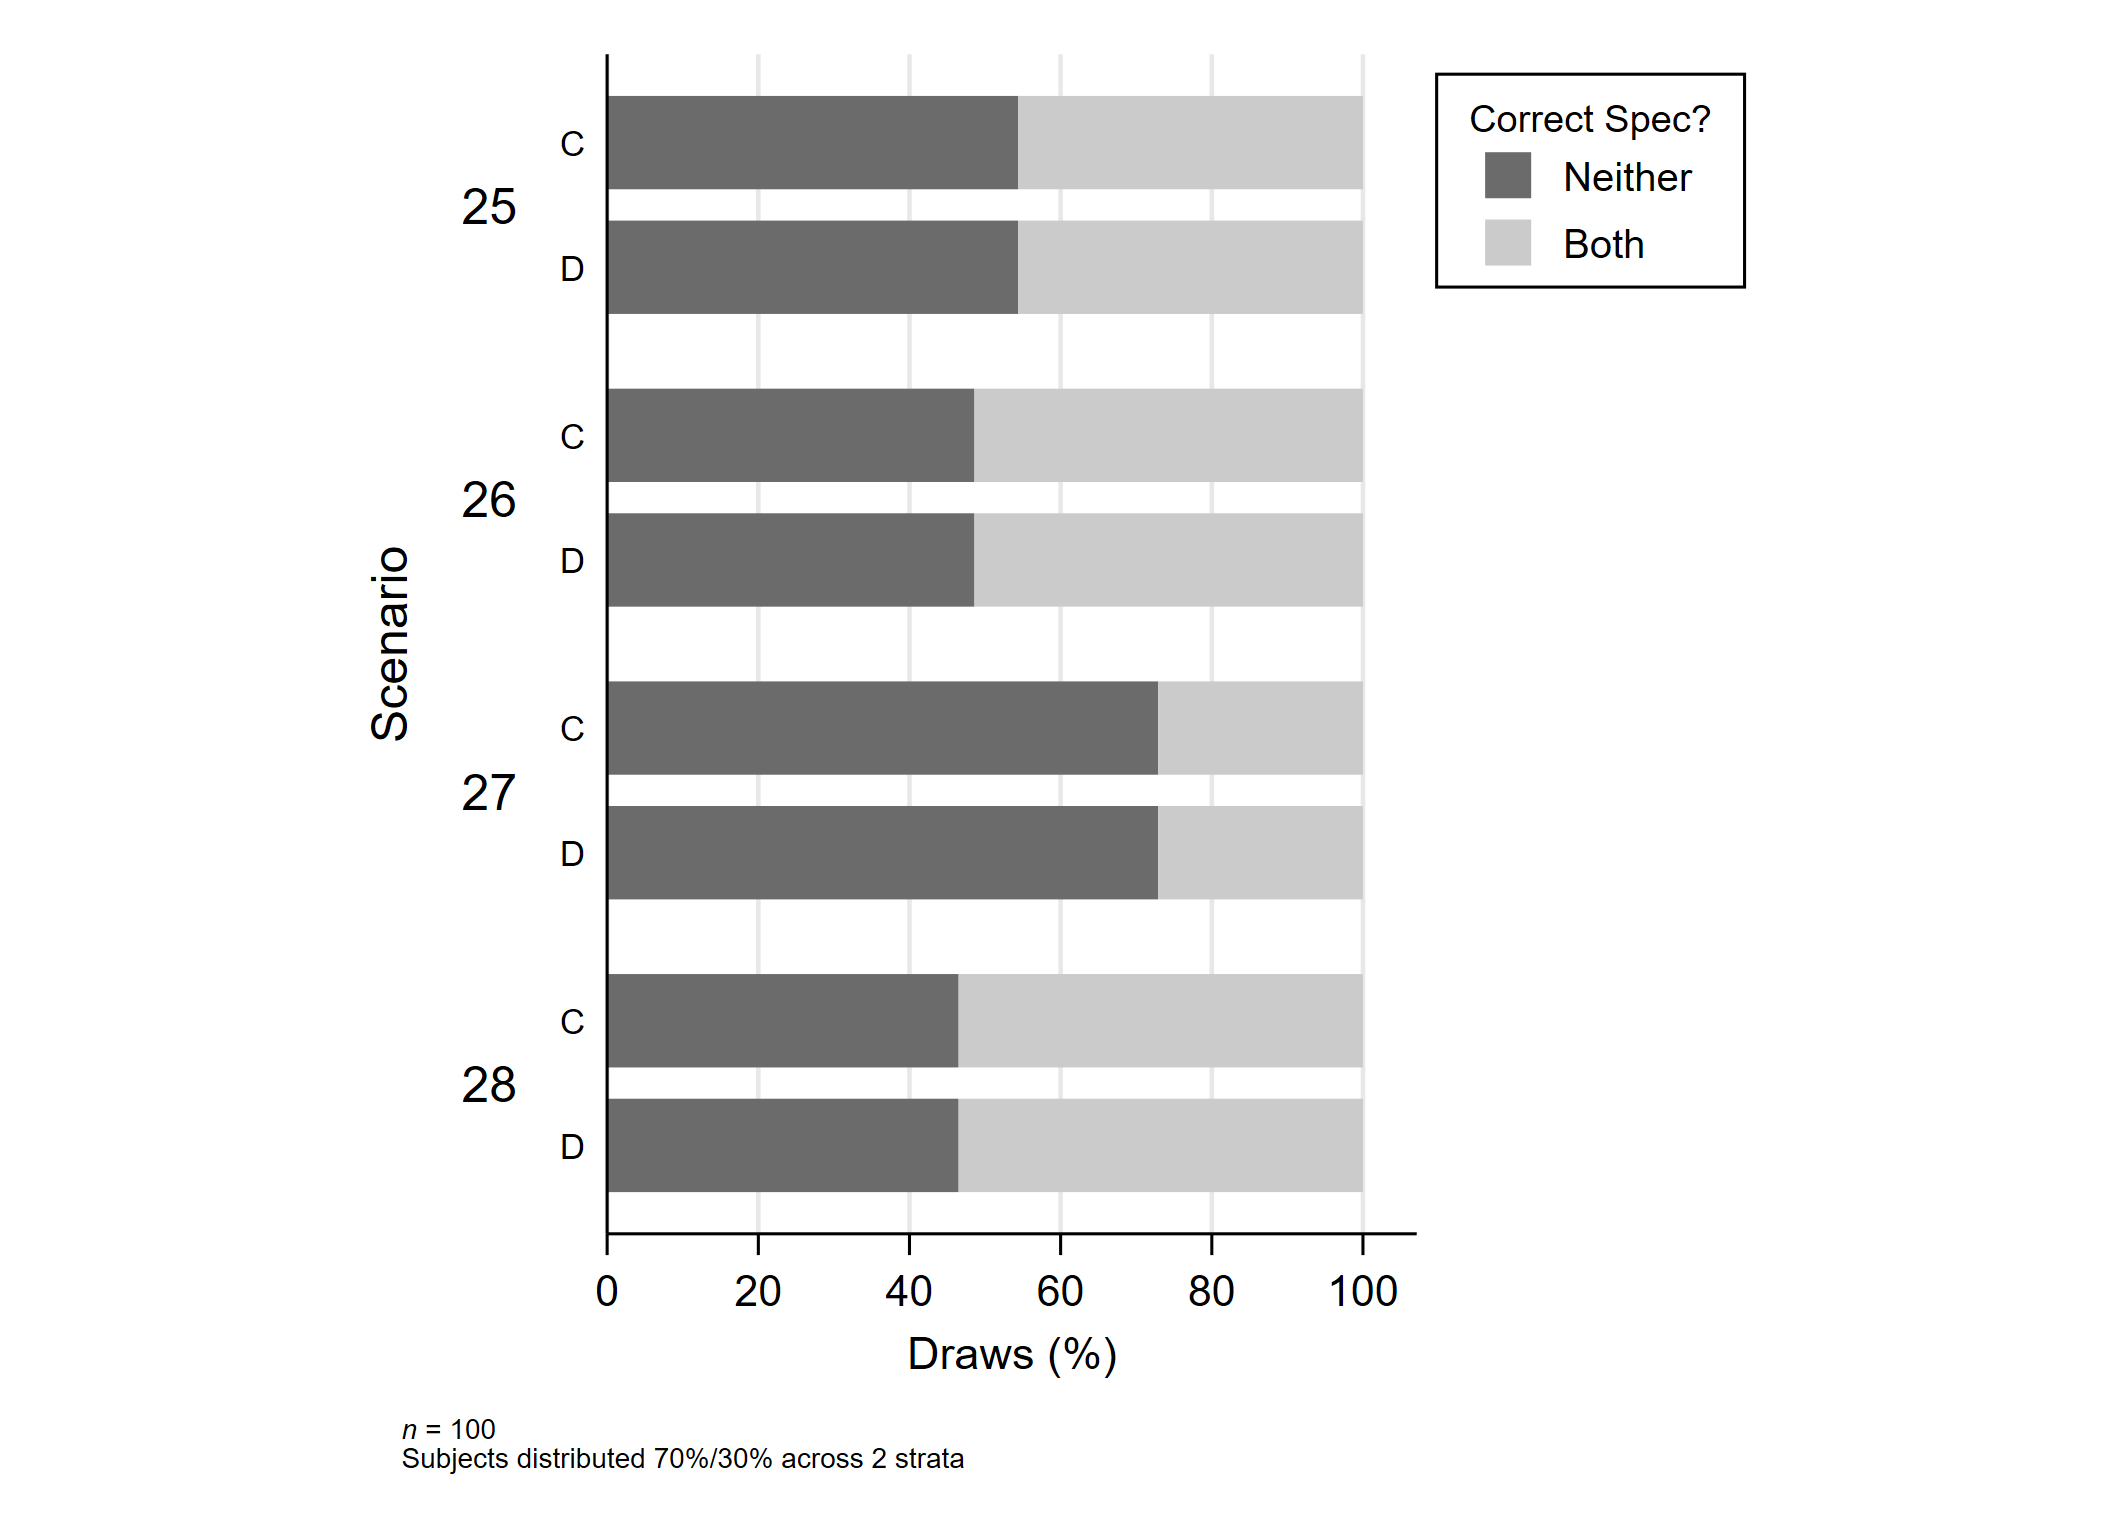 Correct Spec?
Neither
Both
Scenario
25
C
D
26
C
D
27
C
D
28
C
D
0 20 40 60 80 100
Draws (%)
n = 100
Subjects distributed 70%/30% across 2 strata